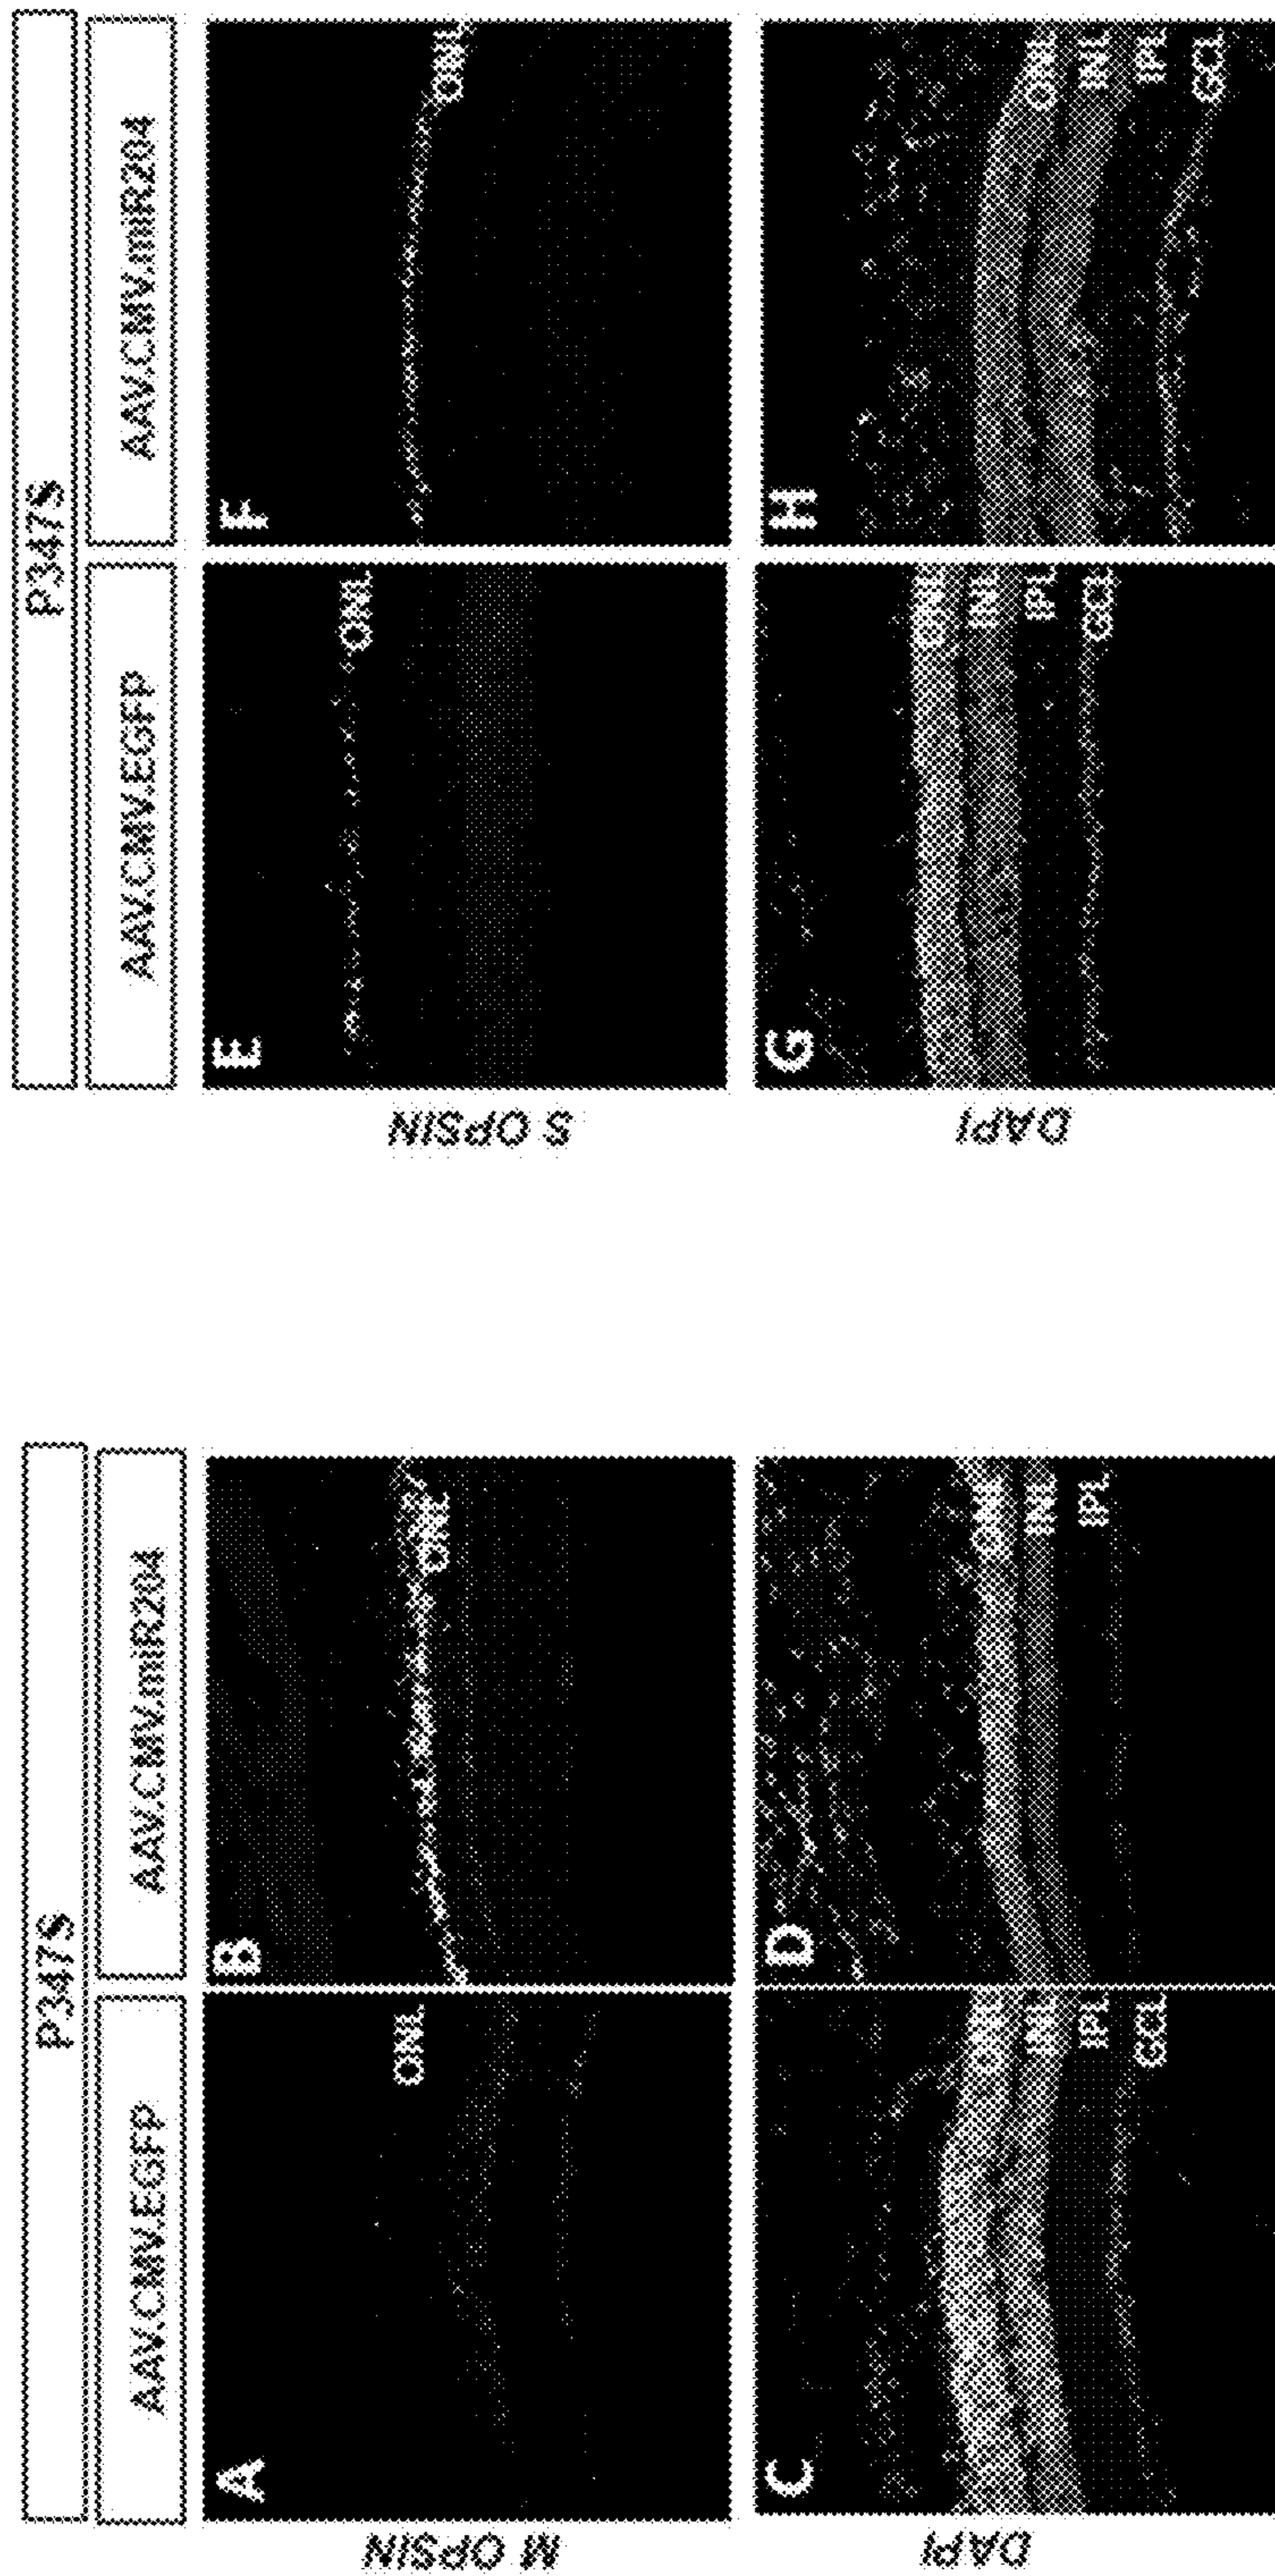 P347S
AAV.CMV.EGFP AAV.CMV.miR204
M OPSIN
A ONL
B ONL
DAPI
C ONL
INL
IPL
GCL
D ONL
INL
IPL
P347S
AAV.CMV.EGFP AAV.CMV.miR204
S OPSIN
E ONL
F ONL
DAPI
G ONL
INL
IPL
GCL
H ONL
INL
IPL
GCL